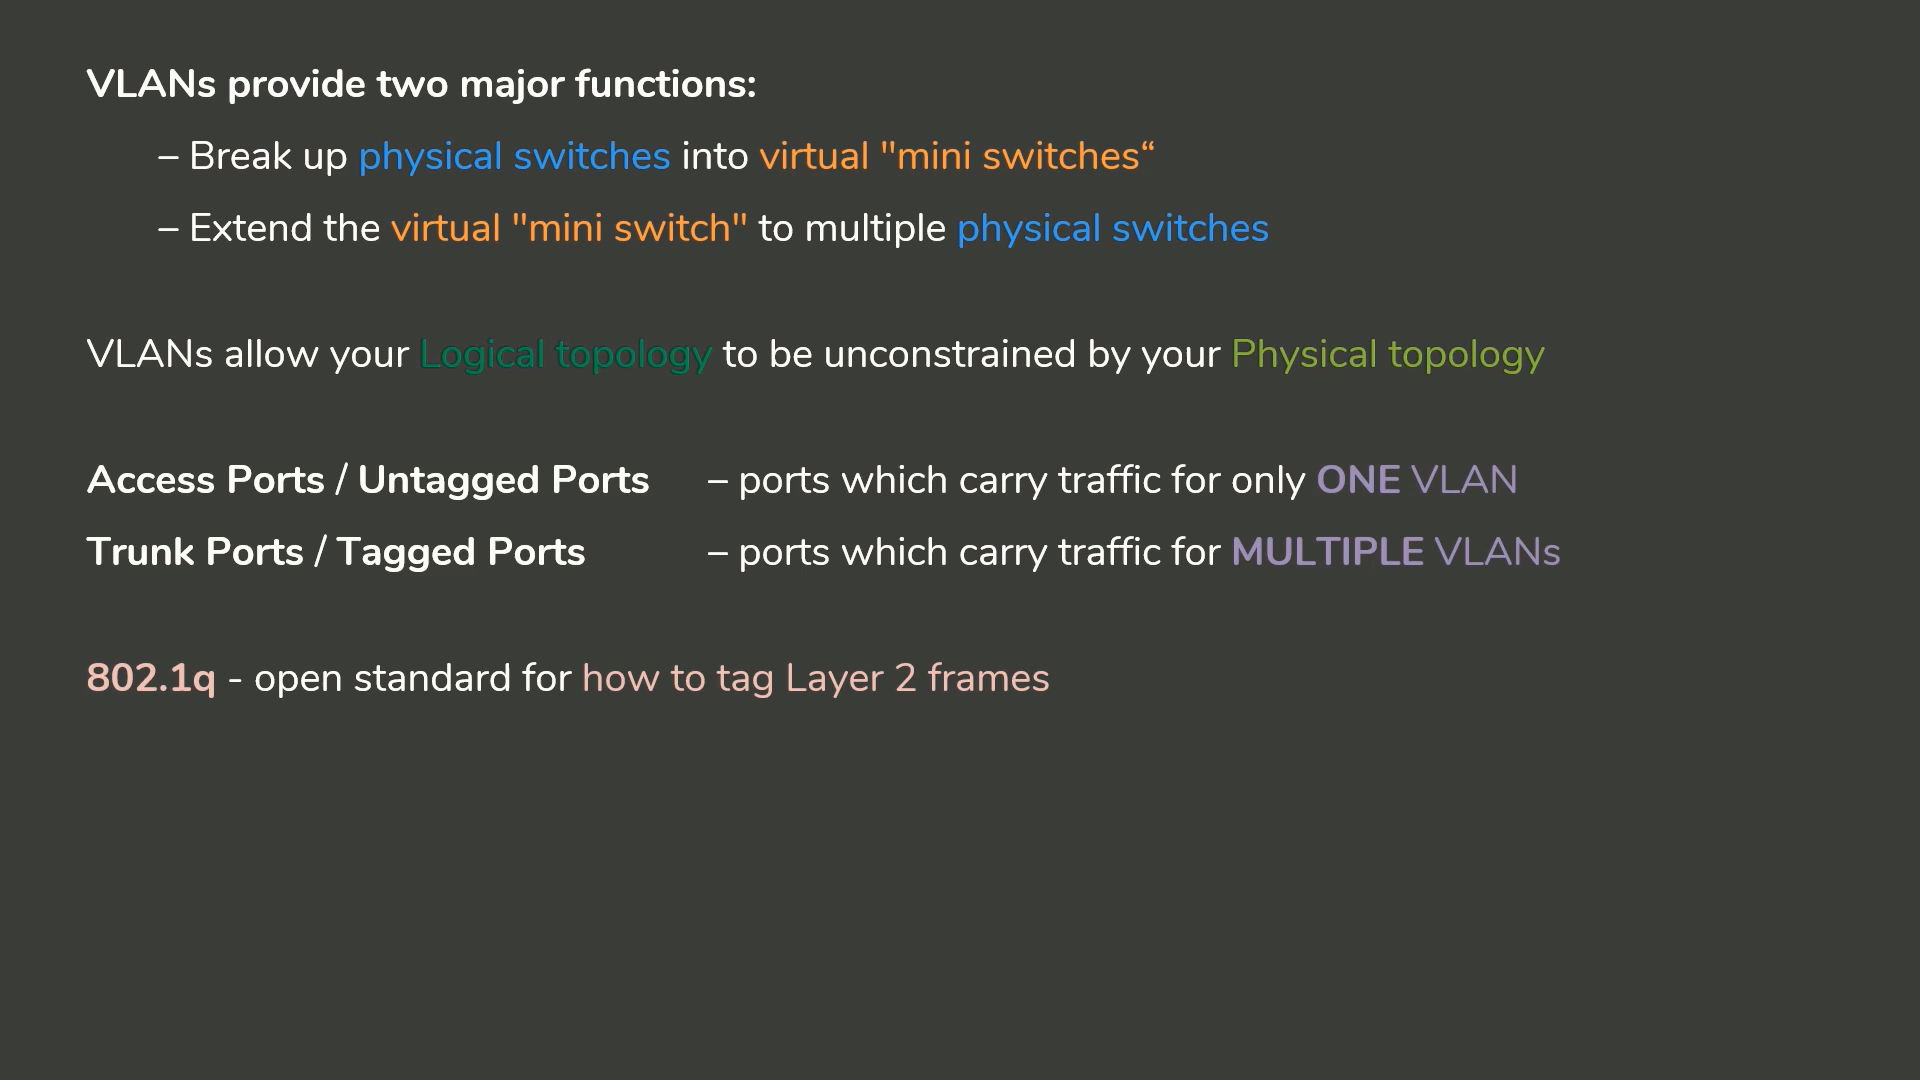 VLANs provide two major functions:
– Break up physical switches into virtual "mini switches“
– Extend the virtual "mini switch" to multiple physical switches
VLANs allow your Logical topology to be unconstrained by your Physical topology
Access Ports / Untagged Ports – ports which carry traffic for only ONE VLAN
Trunk Ports / Tagged Ports – ports which carry traffic for MULTIPLE VLANs
802.1q - open standard for how to tag Layer 2 frames